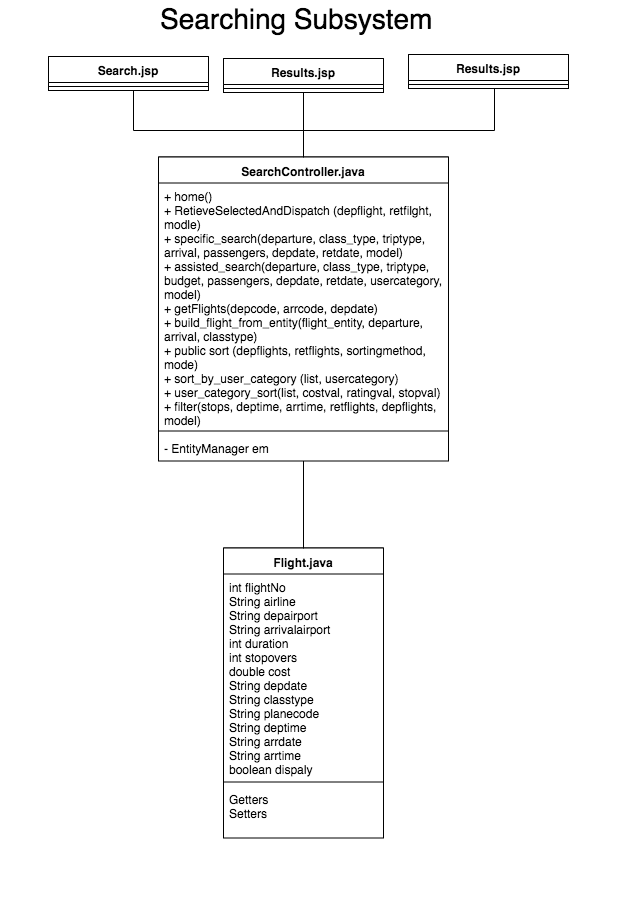 Searching Subsystem
Search.jsp
Results.jsp
Results.jsp
SearchController.java
+ home()
+ RetieveSelectedAndDispatch (depflight, retfilght,
modle)
+ specific_search(departure, class_type, triptype,
arrival, passengers, depdate, retdate, model)
+ assisted_search(departure, class_type, triptype,
budget, passengers, depdate, retdate, usercategory,
model)
+ getFlights(depcode, arrcode, depdate)
+ build_flight_from_entity(flight_entity, departure,
arrival, classtype)
+ public sort (depflights, retflights, sortingmethod,
mode)
+ sort_by_user_category (list, usercategory)
+ user_category_sort(list, costval, ratingval, stopval)
+ filter(stops, deptime, arrtime, retflights, depflights,
model)
- EntityManager em
Flight.java
int flightNo
String airline
String depairport
String arrivalairport
int duration
int stopovers
double cost
String depdate
String classtype
String planecode
String deptime
String arrdate
String arrtime
boolean dispaly
Getters
Setters